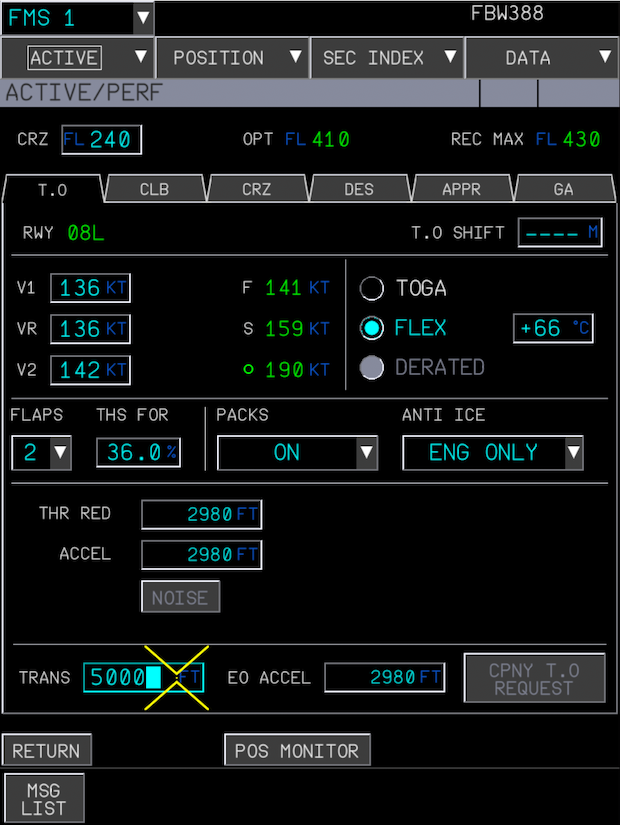 FMS 1 FBW388
ACTIVE POSITION SEC INDEX DATA
ACTIVE/PERF
CRZ FL 240 OPT FL 410 REC MAX FL 430
T.O CLB CRZ DES APPR GA
RWY 08L T.O SHIFT ---- M
V1 136 KT F 141 KT TOGA
VR 136 KT S 159 KT FLEX +66 °C
V2 142 KT O 190 KT DERATED
FLAPS THS FOR PACKS ANTI ICE
2 36.0 % ON ENG ONLY
THR RED 2980 FT
ACCEL 2980 FT
NOISE
TRANS 5000 FT EO ACCEL 2980 FT CPNY T.O
REQUEST
RETURN POS MONITOR
MSG
LIST